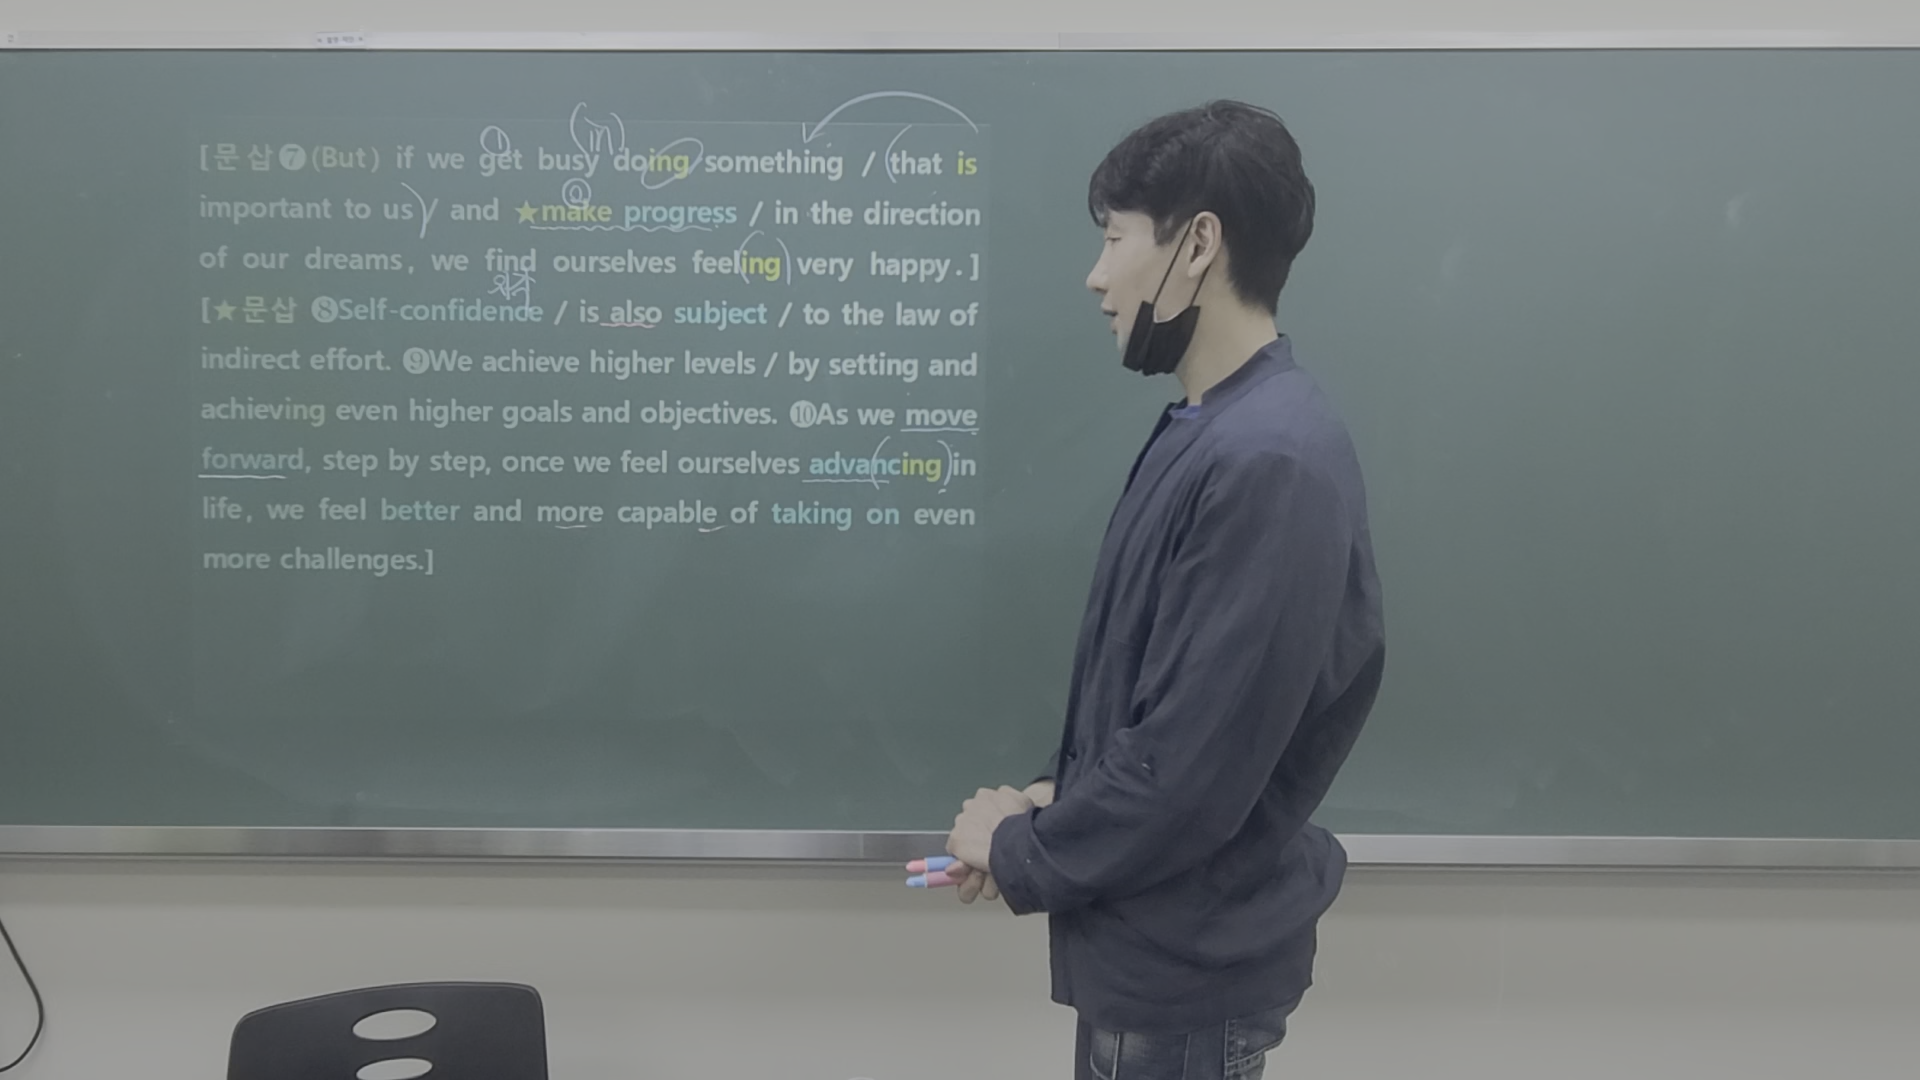 [문 삽❼(But) if we get busy doing something / (that is
important to us)/ and ★make progress / in the direction
of our dreams, we find ourselves feeling very happy.]
[★문삽 ❽Self-confidence / is also subject / to the law of
indirect effort. ❾We achieve higher levels / by setting and
achieving even higher goals and objectives. ❿As we move
forward, step by step, once we feel ourselves advancing in
life, we feel better and more capable of taking on even
more challenges.]
①
(in)
②